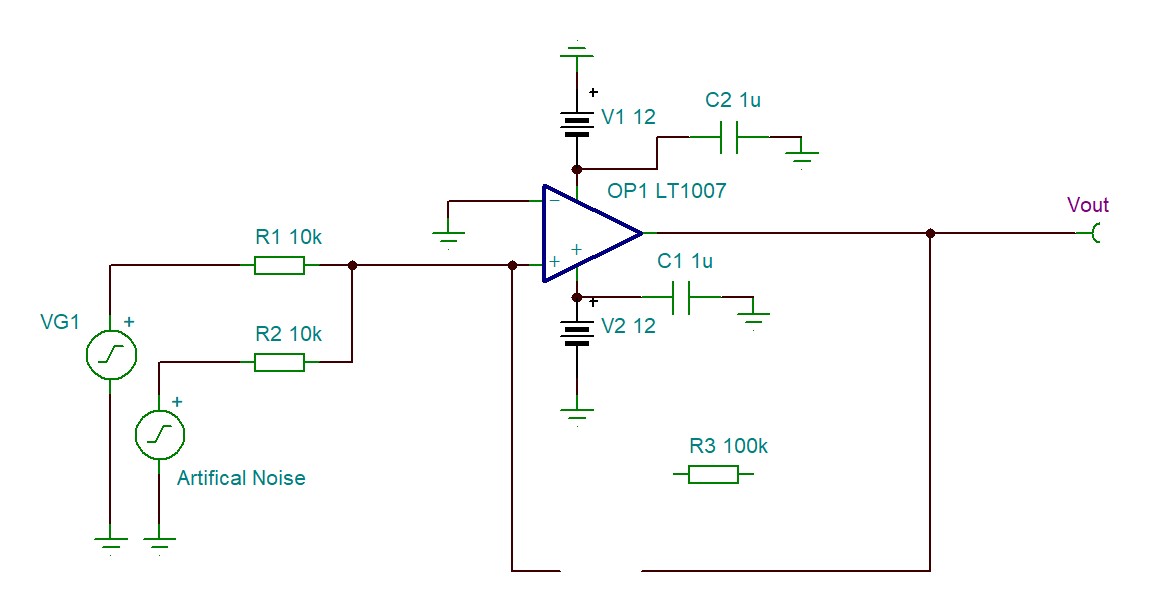 C2 1u
V1 12
OP1 LT1007
Vout
R1 10k
C1 1u
VG1
R2 10k
V2 12
R3 100k
Artifical Noise